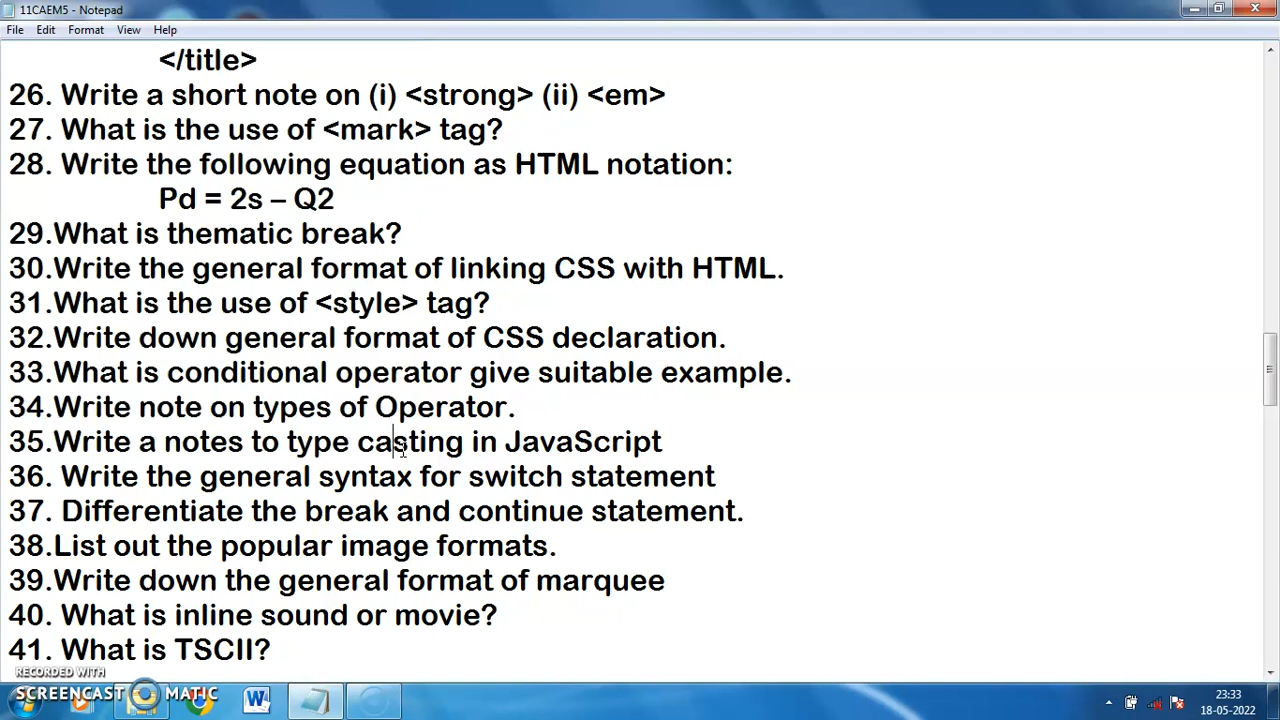 11CAEM5 - Notepad
File Edit Format View Help
</title>
26. Write a short note on (i) <strong> (ii) <em>
27. What is the use of <mark> tag?
28. Write the following equation as HTML notation:
Pd = 2s – Q2
29.What is thematic break?
30.Write the general format of linking CSS with HTML.
31.What is the use of <style> tag?
32.Write down general format of CSS declaration.
33.What is conditional operator give suitable example.
34.Write note on types of Operator.
35.Write a notes to type casting in JavaScript
36. Write the general syntax for switch statement
37. Differentiate the break and continue statement.
38.List out the popular image formats.
39.Write down the general format of marquee
40. What is inline sound or movie?
41. What is TSCII?
RECORDED WITH
SCREENCAST MATIC
W
23:33
18-05-2022